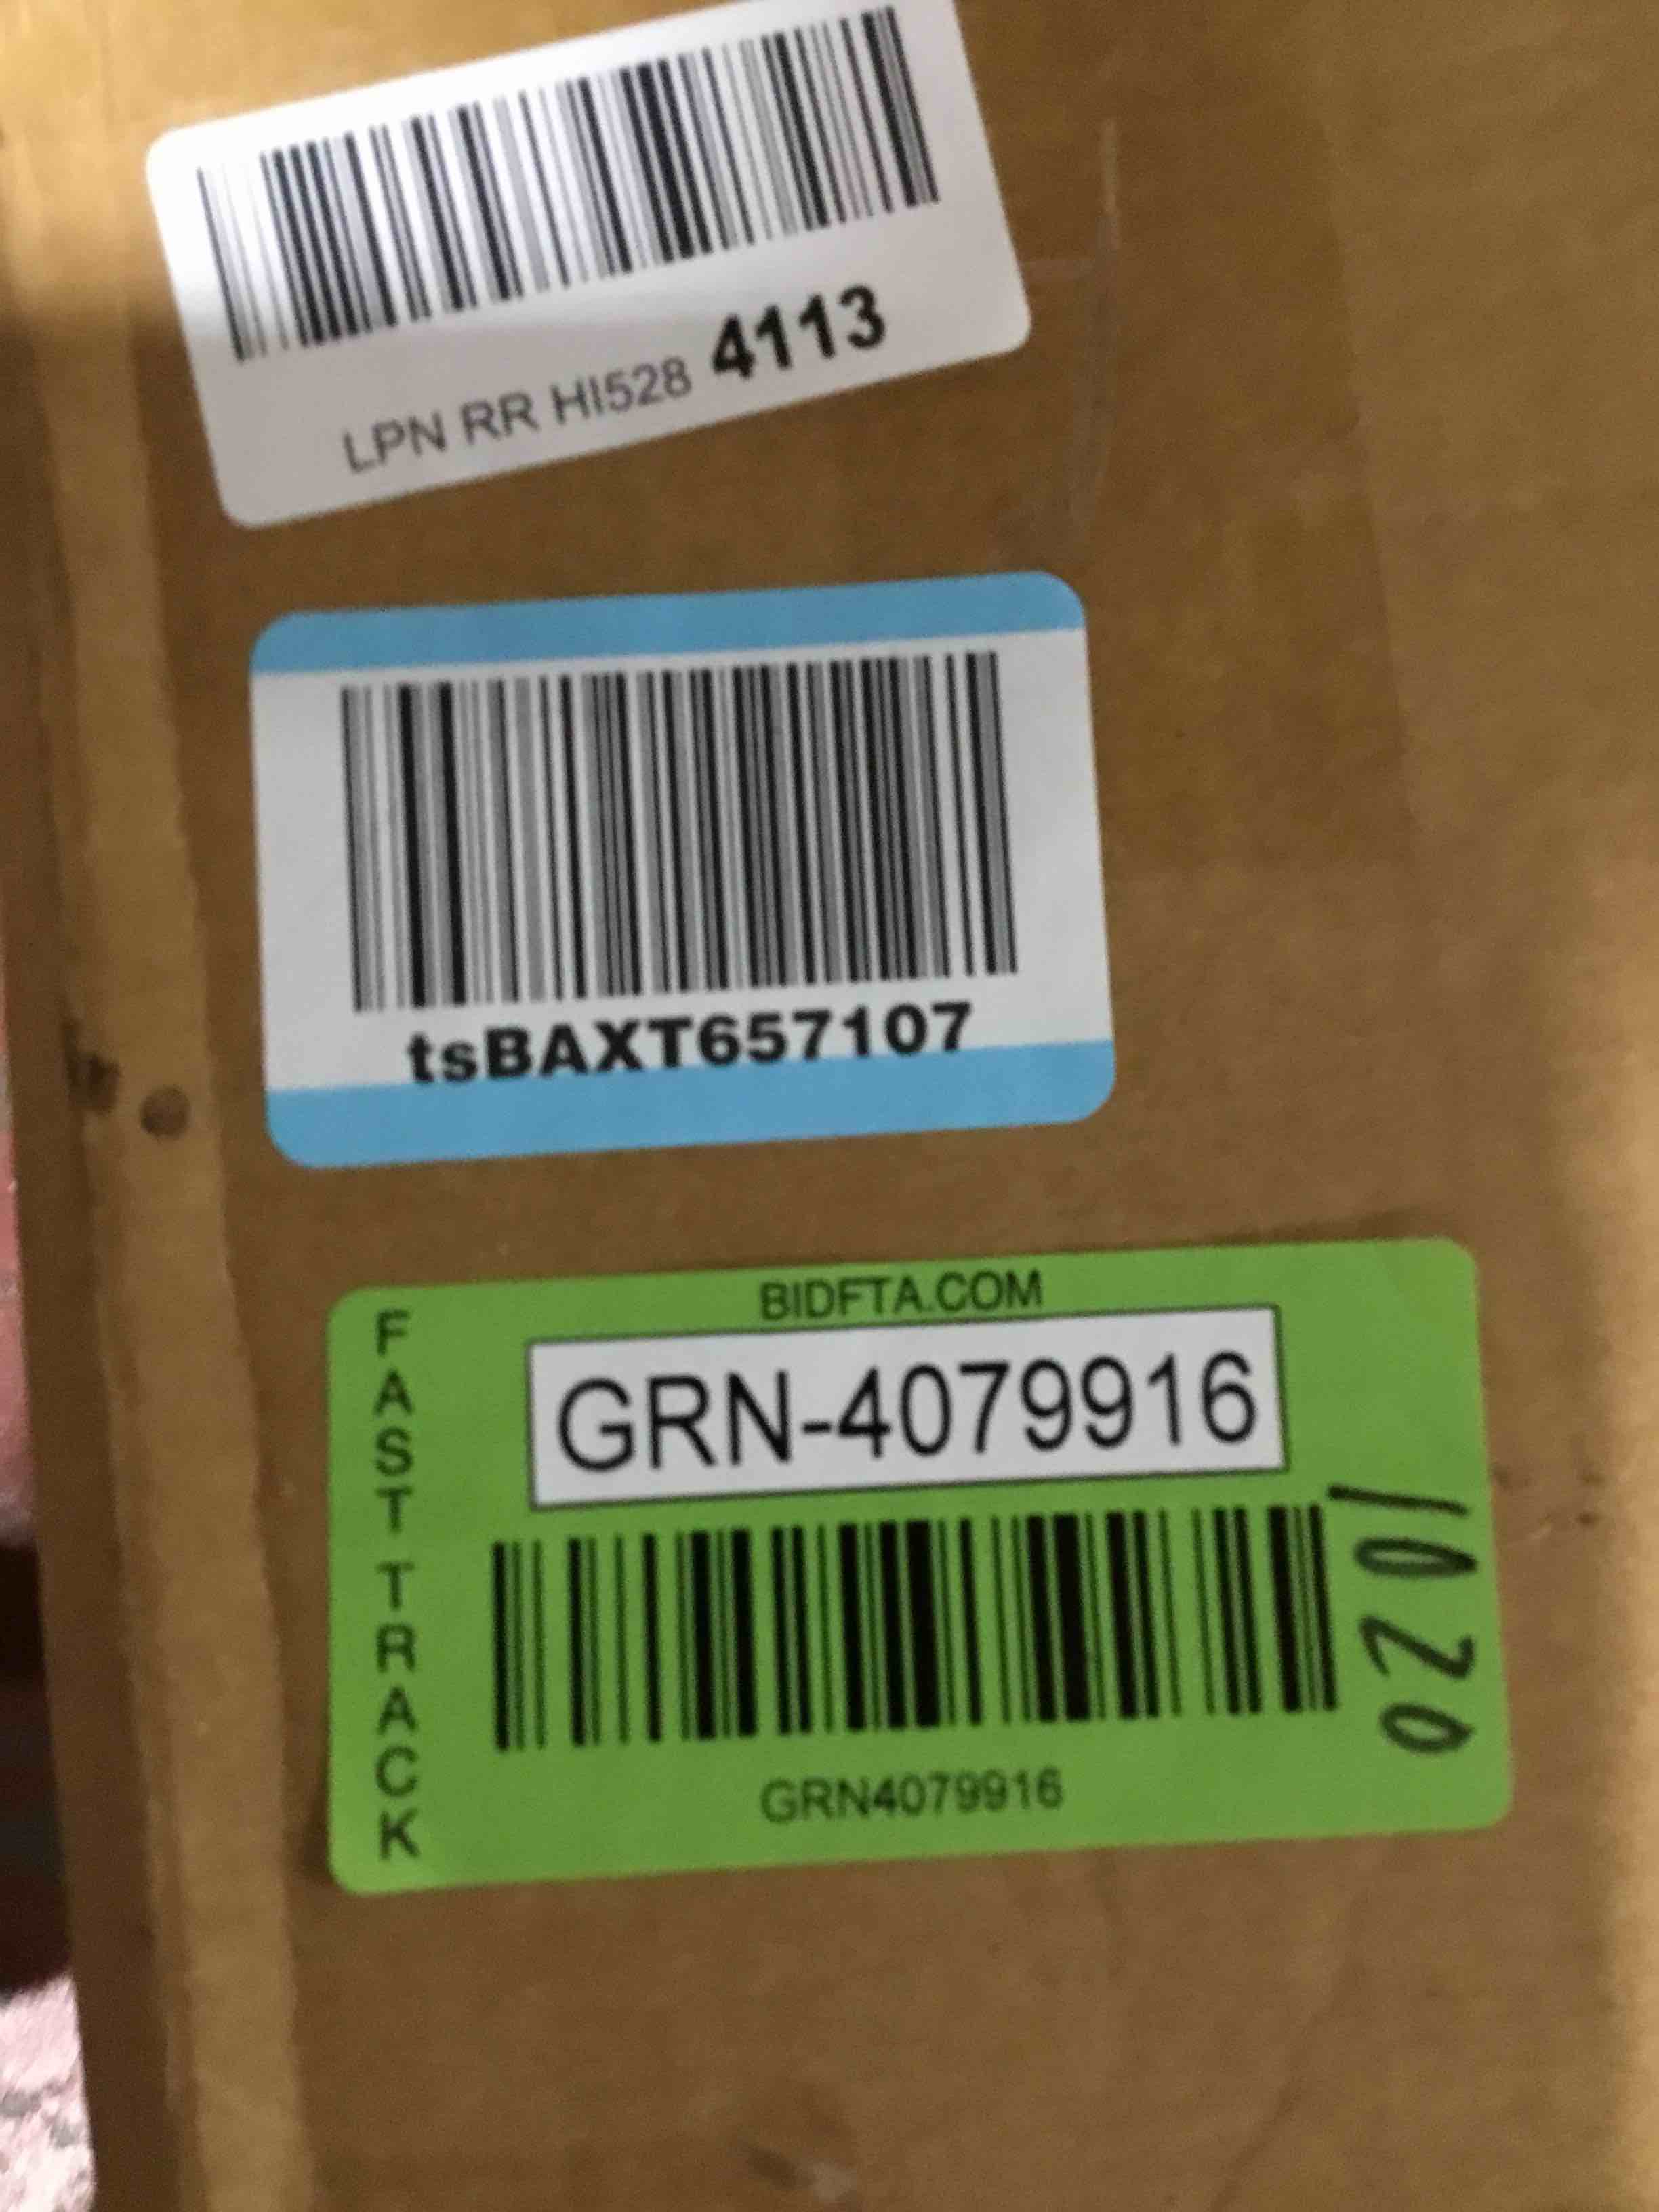 LPN RR HI528 4113
tsBAXT657107
BIDFTA.COM
FAST TRACK
GRN-4079916
1020
GRN4079916